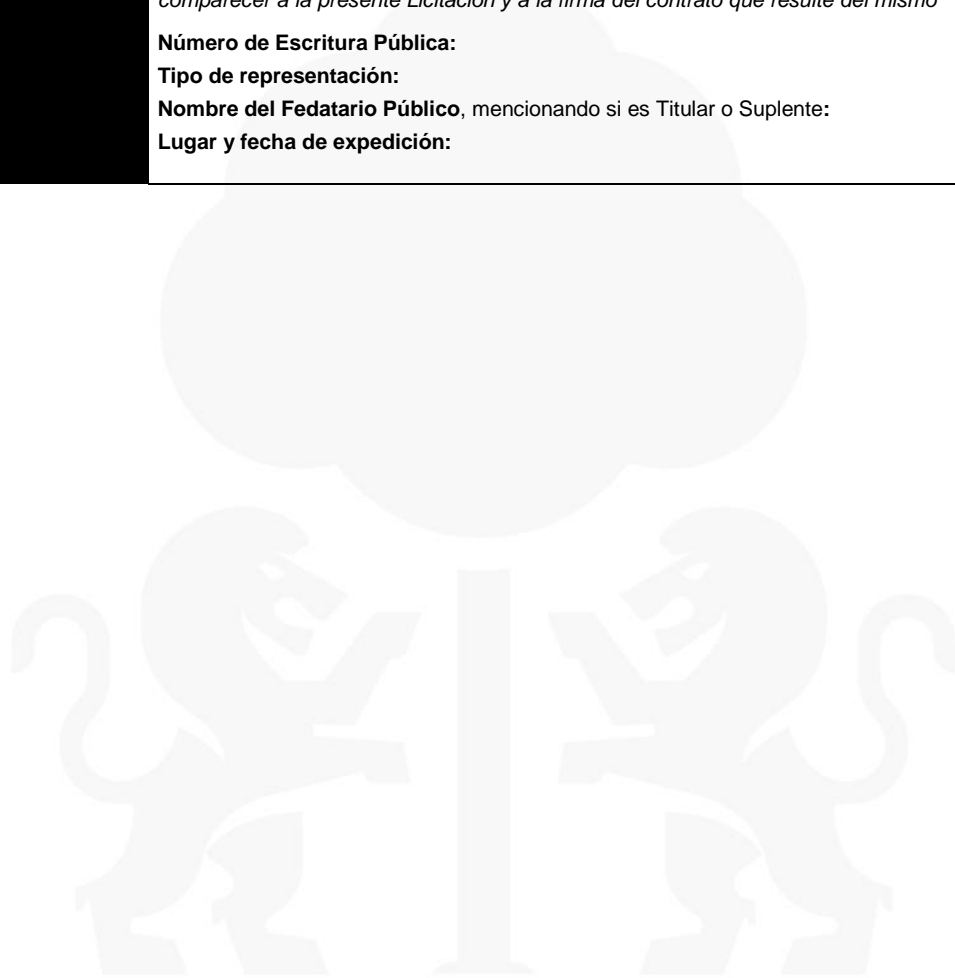 comparecer a la presente Licitación y a la firma del contrato que resulte del mismo
Número de Escritura Pública:
Tipo de representación:
Nombre del Fedatario Público, mencionando si es Titular o Suplente:
Lugar y fecha de expedición: